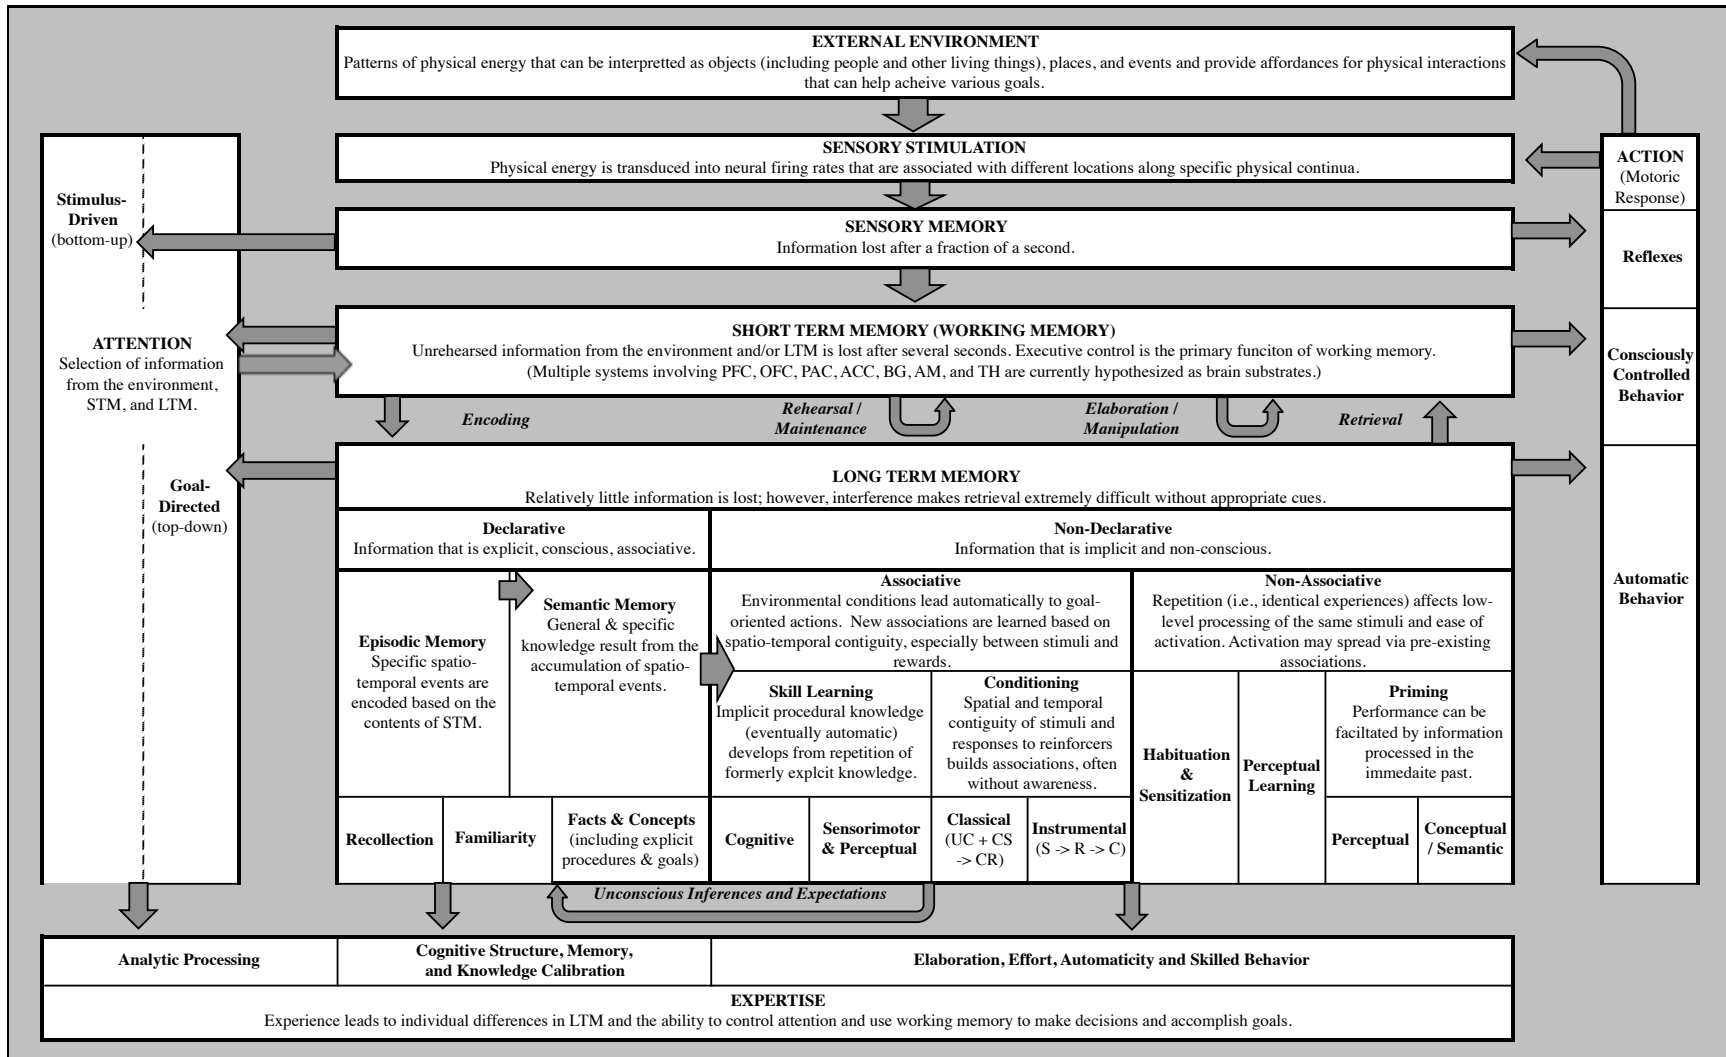 EXTERNAL ENVIRONMENT
Patterns of physical energy that can be interpretted as objects (including people and other living things), places, and events and provide affordances for physical interactions
that can help acheive various goals.
SENSORY STIMULATION
Physical energy is transduced into neural firing rates that are associated with different locations along specific physical continua.
ACTION
(Motoric
Response)
Stimulus-
Driven
(bottom-up)
SENSORY MEMORY
Information lost after a fraction of a second.
Reflexes
ATTENTION
Selection of information
from the environment,
STM, and LTM.
SHORT TERM MEMORY (WORKING MEMORY)
Unrehearsed information from the environment and/or LTM is lost after several seconds. Executive control is the primary funciton of working memory.
(Multiple systems involving PFC, OFC, PAC, ACC, BG, AM, and TH are currently hypothesized as brain substrates.)
Consciously
Controlled
Behavior
Encoding
Rehearsal /
Maintenance
Elaboration /
Manipulation
Retrieval
Goal-
Directed
(top-down)
LONG TERM MEMORY
Relatively little information is lost; however, interference makes retrieval extremely difficult without appropriate cues.
Declarative
Information that is explicit, conscious, associative.
Non-Declarative
Information that is implicit and non-conscious.
Automatic
Behavior
Episodic Memory
Specific spatio-
temporal events are
encoded based on the
contents of STM.
Semantic Memory
General & specific
knowledge result from the
accumulation of spatio-
temporal events.
Associative
Environmental conditions lead automatically to goal-
oriented actions. New associations are learned based on
spatio-temporal contiguity, especially between stimuli and
rewards.
Non-Associative
Repetition (i.e., identical experiences) affects low-
level processing of the same stimuli and ease of
activation. Activation may spread via pre-existing
associations.
Skill Learning
Implicit procedural knowledge
(eventually automatic)
develops from repetition of
formerly explcit knowledge.
Conditioning
Spatial and temporal
contiguity of stimuli and
responses to reinforcers
builds associations, often
without awareness.
Habituation
&
Sensitization
Perceptual
Learning
Priming
Performance can be
faciltated by information
processed in the
immedaite past.
Recollection
Familiarity
Facts & Concepts
(including explicit
procedures & goals)
Cognitive
Sensorimotor
& Perceptual
Classical
(UC + CS
-> CR)
Instrumental
(S -> R -> C)
Perceptual
Conceptual
/ Semantic
Unconscious Inferences and Expectations
Analytic Processing
Cognitive Structure, Memory,
and Knowledge Calibration
Elaboration, Effort, Automaticity and Skilled Behavior
EXPERTISE
Experience leads to individual differences in LTM and the ability to control attention and use working memory to make decisions and accomplish goals.